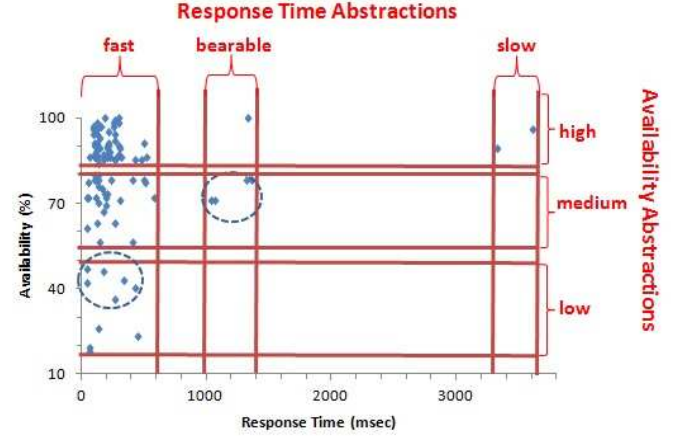 Response Time Abstractions
fast
bearable
slow
100
70
40
10
Availability (%)
high
medium
low
Availability Abstractions
0
1000
2000
3000
Response Time (msec)